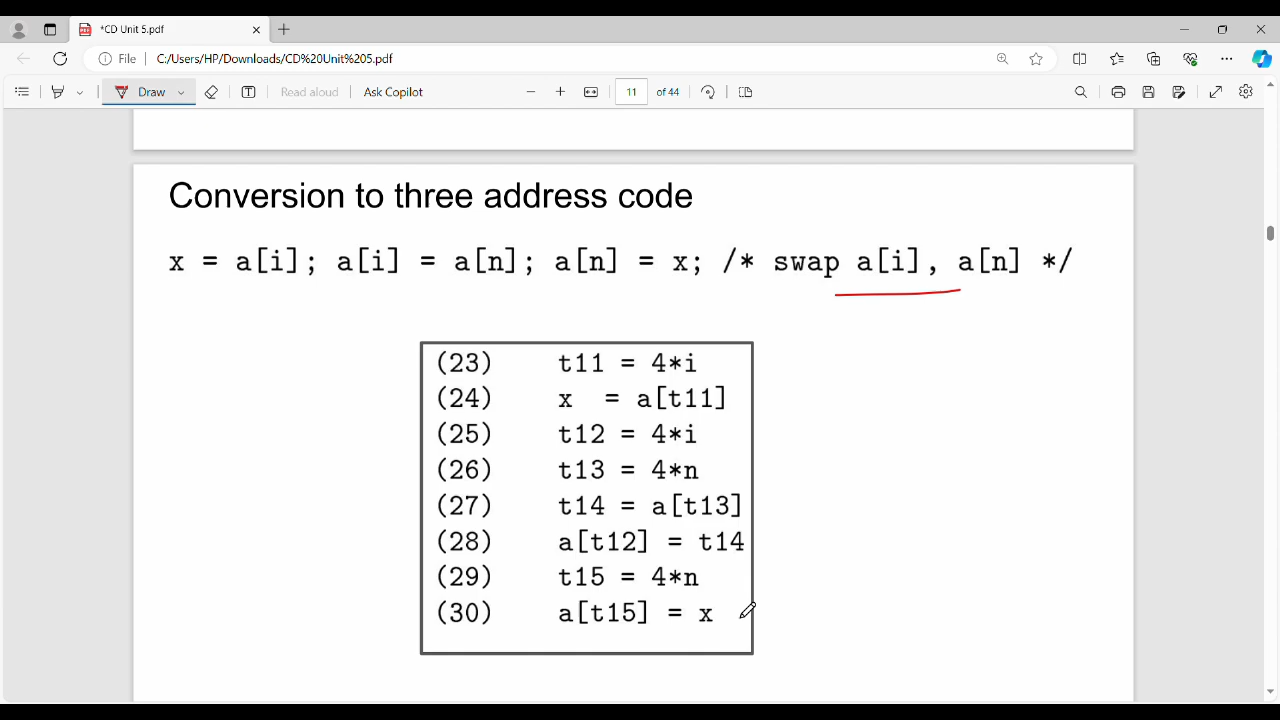 *CD Unit 5.pdf
File C:/Users/HP/Downloads/CD%20Unit%205.pdf
Draw Read aloud Ask Copilot 11 of 44
Conversion to three address code
x = a[i]; a[i] = a[n]; a[n] = x; /* swap a[i], a[n] */
(23) t11 = 4*i
(24) x = a[t11]
(25) t12 = 4*i
(26) t13 = 4*n
(27) t14 = a[t13]
(28) a[t12] = t14
(29) t15 = 4*n
(30) a[t15] = x